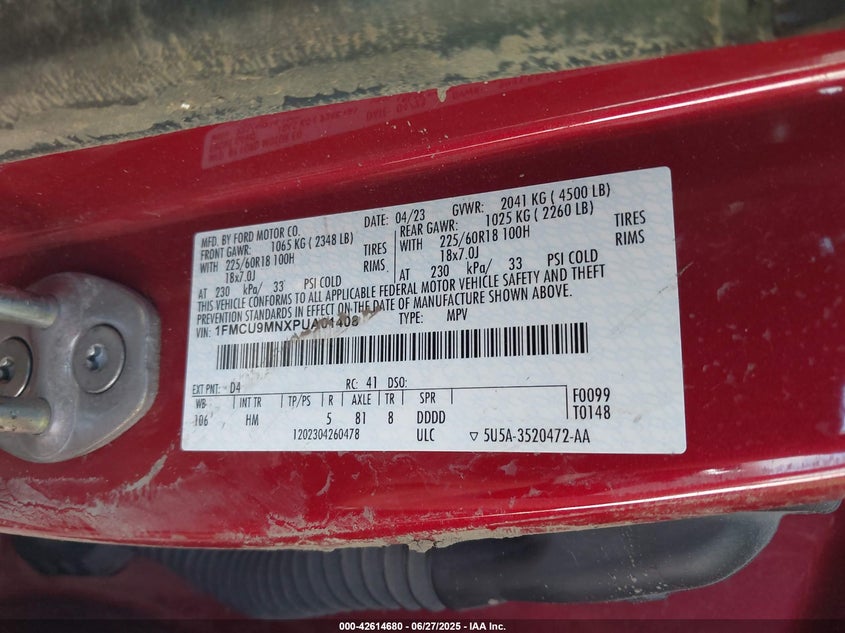 MFD. BY FORD MOTOR CO.
DATE: 04/23 GVWR: 2041 KG ( 4500 LB)
FRONT GAWR: 1065 KG ( 2348 LB)
REAR GAWR: 1025 KG ( 2260 LB)
WITH 225/60R18 100H TIRES
WITH 225/60R18 100H TIRES
18x7.0J RIMS
18x7.0J RIMS
AT 230 kPa/ 33 PSI COLD
AT 230 kPa/ 33 PSI COLD
THIS VEHICLE CONFORMS TO ALL APPLICABLE FEDERAL MOTOR VEHICLE SAFETY AND THEFT
PREVENTION STANDARDS IN EFFECT ON THE DATE OF MANUFACTURE SHOWN ABOVE.
VIN: 1FMCU9MNXPUA01408 TYPE: MPV
EXT PNT: D4 RC: 41 DSO:
WB INT TR TP/PS R AXLE TR SPR
106 HM 5 81 8 DDDD
F0099
T0148
1202304260478 ULC ▽ 5U5A-3520472-AA
000-42614680 - 06/27/2025 - IAA Inc.